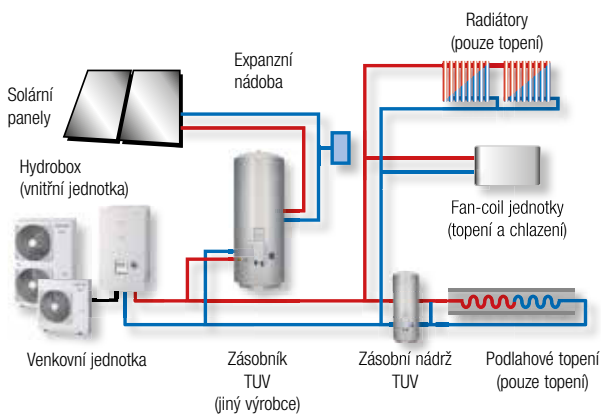 Radiátory
(pouze topení)
Expanzní
nádoba
Solární
panely
Hydrobox
(vnitřní jednotka)
Fan-coil jednotky
(topení a chlazení)
Venkovní jednotka
Zásobník
TUV
(jiný výrobce)
Zásobní nádrž
TUV
Podlahové topení
(pouze topení)